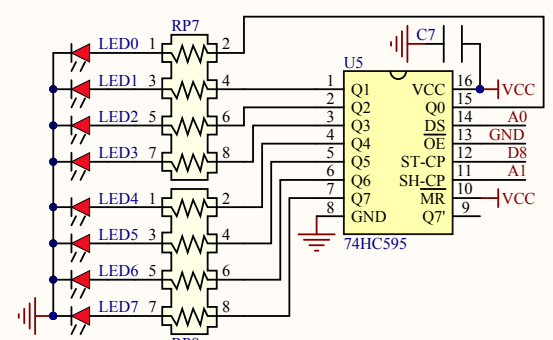 RP7
C7
LED0 1 2
U5
LED1 3 4 1 Q1 VCC 16 VCC
LED2 5 6 2 Q2 Q0 15
3 Q3 DS 14 A0
LED3 7 8 4 Q4 OE 13 GND
5 Q5 ST-CP 12 D8
6 Q6 SH-CP 11 A1
LED4 1 2 7 Q7 MR 10 VCC
8 GND Q7' 9
LED5 3 4 74HC595
LED6 5 6
LED7 7 8